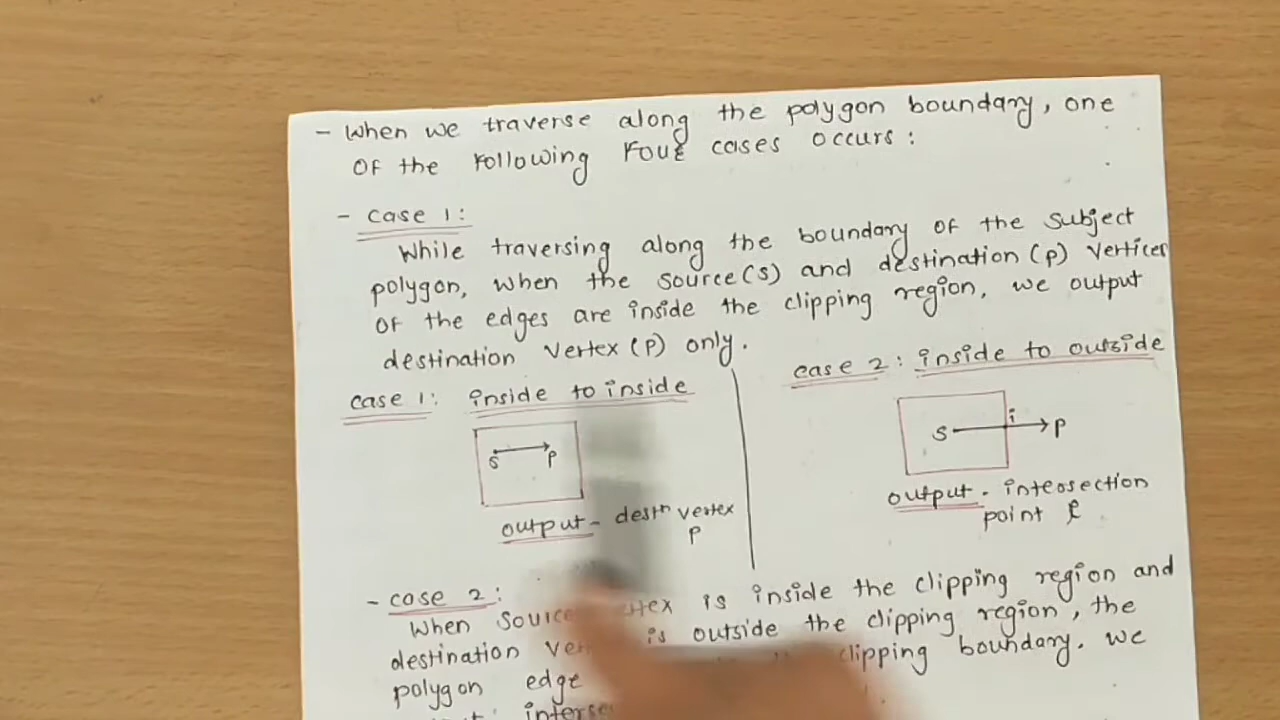 - When we traverse along the polygon boundary, one
of the following four cases occurs:
- case 1:
While traversing along the boundary of the subject
polygon, when the source(s) and destination(p) vertices
of the edges are inside the clipping region, we output
destination vertex(p) only.
case 1: inside to inside
s p
output - destn vertex
p
case 2: inside to outside
s i p
output - intersection
point i
- case 2:
When source vertex is inside the clipping region and
destination is outside the clipping region, the
polygon edge clipping boundary. we